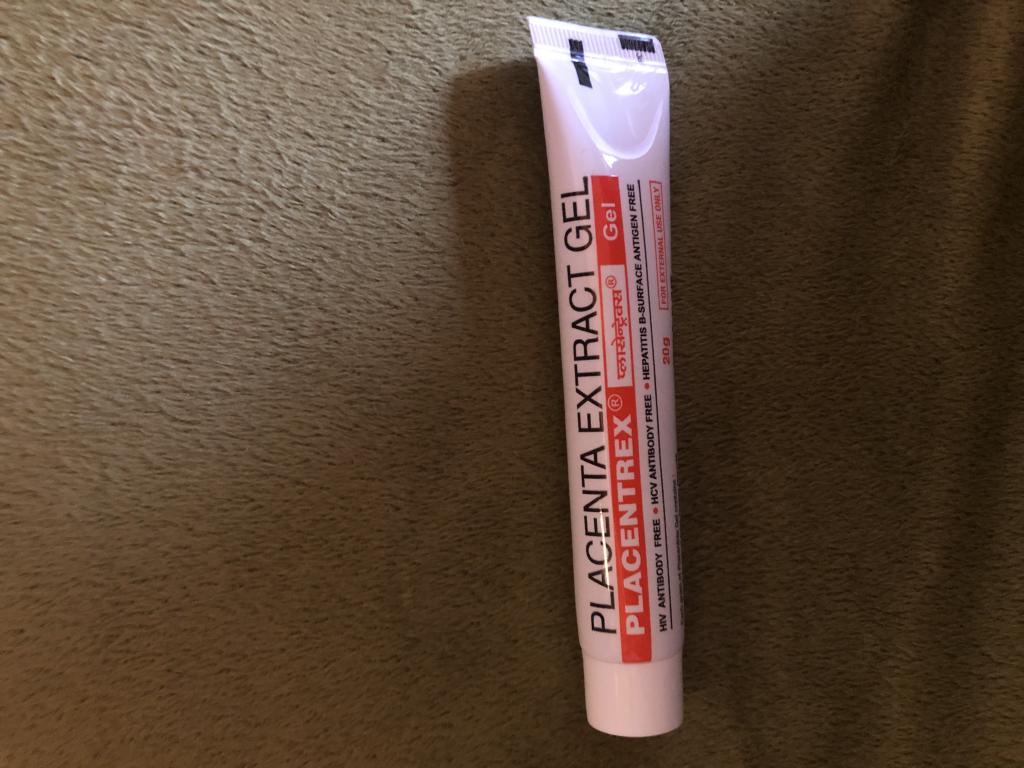 PLACENTA EXTRACT GEL
PLACENTREX® प्लासेन्ट्रेक्स® Gel
HIV ANTIBODY FREE • HCV ANTIBODY FREE • HEPATITIS B-SURFACE ANTIGEN FREE
20g FOR EXTERNAL USE ONLY